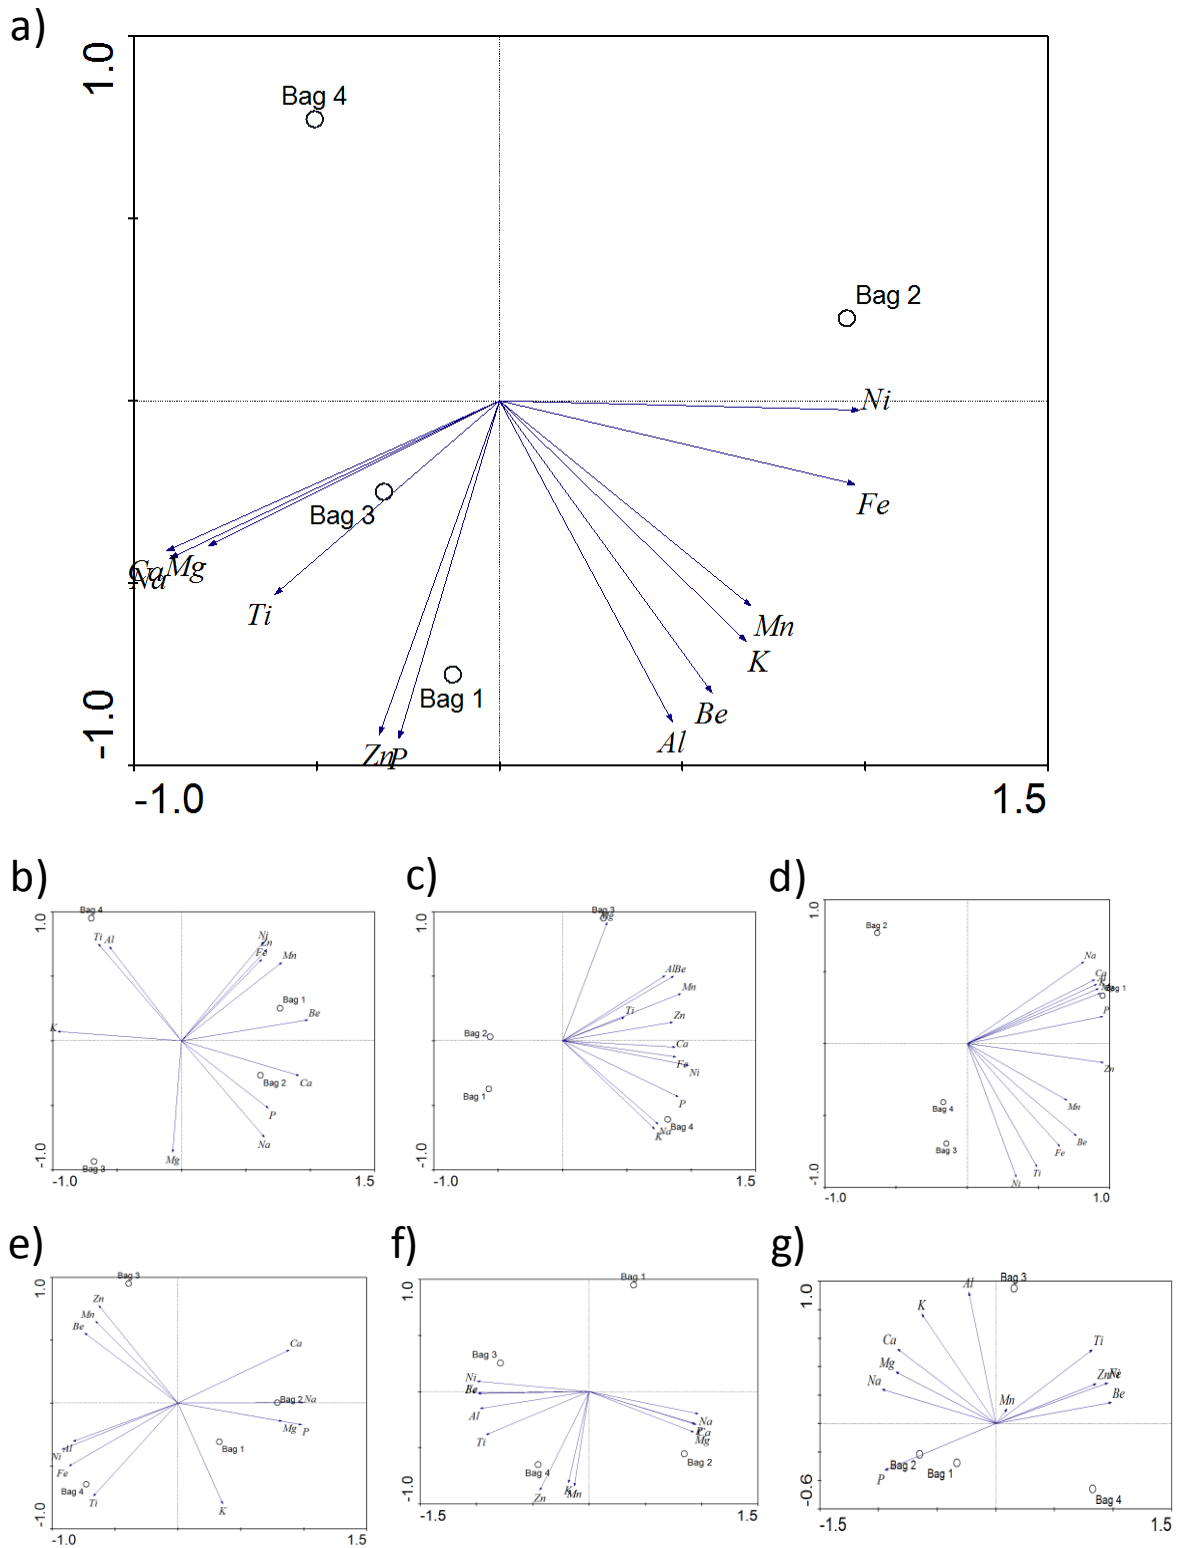 a)
1.0
Bag 4
Bag 2
Ni
Fe
Bag 3
Ca Mg
Na
Ti
Mn
K
Bag 1
Be
Al
Zn P
-1.0
-1.0 1.5
b)
1.0
Bag 4
Ti Al
Ni
Zn
Fe
Mn
Bag 1
Be
K
Ca
Bag 2
P
Na
Mg
Bag 3
-1.0
-1.0 1.5
c)
1.0
Bag 3
Mg
Al Be
Mn
Ti
Zn
Bag 2
Ca
Fe
Ni
Bag 1
P
Na
K
Bag 4
-1.0
-1.0 1.5
d)
1.0
Bag 2
Na
Ca
Al
K
Bag 1
P
Zn
Bag 4
Mn
Be
Bag 3
Fe
Ti
Ni
-1.0
-1.0 1.0
e)
1.0
Bag 3
Zn
Mn
Be
Ca
Bag 2 Na
Mg P
Al
Ni
Bag 1
Fe
Bag 4
Ti
K
-1.0
-1.0 1.5
f)
1.0
Bag 1
Bag 3
Ni
Be
Al
Na
P
Ca
Ti
Mg
Bag 2
Bag 4
K
Zn Mn
-1.0
-1.5 1.5
g)
1.0
Al
Bag 3
K
Ca
Ti
Mg
Zn
Na
Be
Mn
Bag 2
Bag 1
P
Bag 4
-0.6
-1.5 1.5